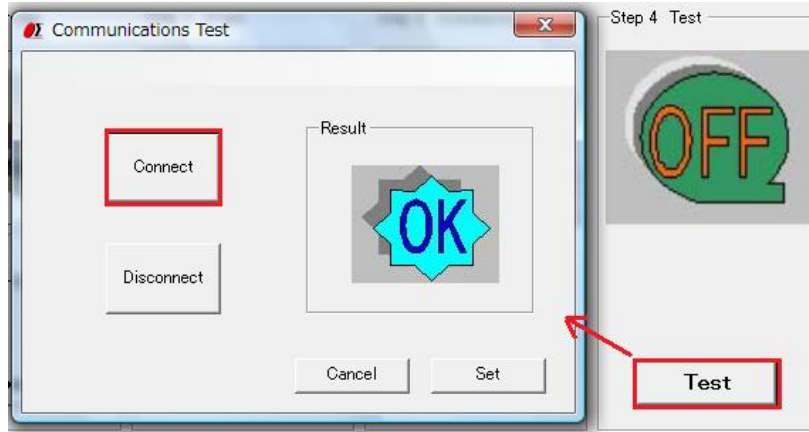 Communications Test
Step 4 Test
Connect
Result
OK
OFF
Disconnect
Cancel
Set
Test